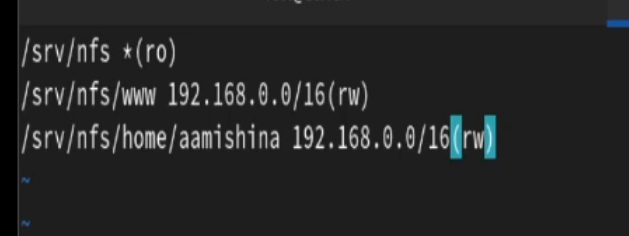 /srv/nfs *(ro)
/srv/nfs/www 192.168.0.0/16(rw)
/srv/nfs/home/aamishina 192.168.0.0/16(rw)
~
~